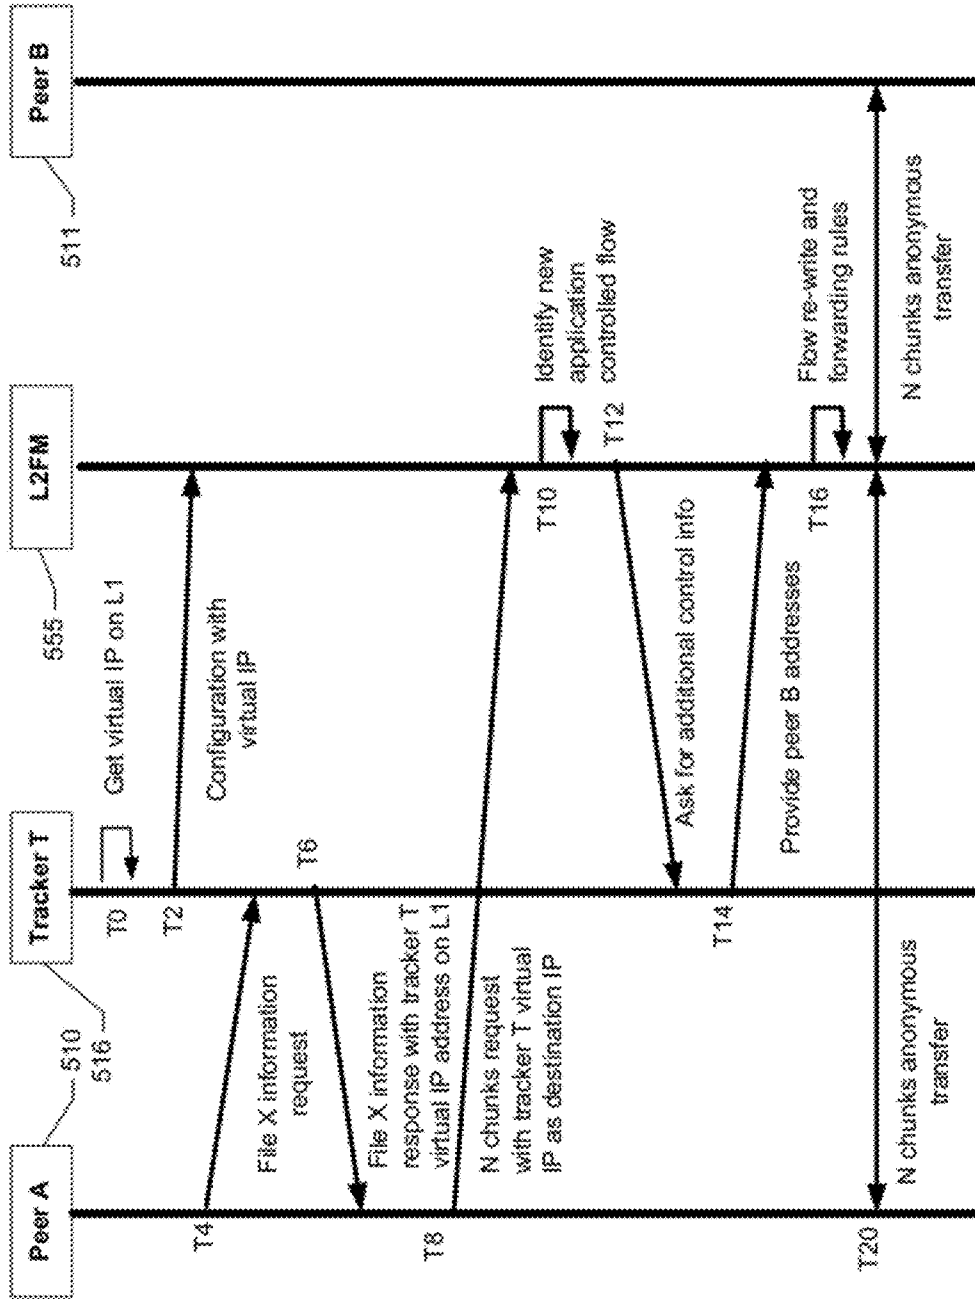 Peer A
Tracker T
L2FM
Peer B
510
516
555
511
T0
Get virtual IP on L1
T2
Configuration with
virtual IP
T4
File X information
request
T6
File X information
response with tracker T
virtual IP address on L1
T8
N chunks request
with tracker T virtual
IP as destination IP
T10
Identify new
application
controlled flow
T12
Ask for additional control info
T14
Provide peer B addresses
T16
Flow re-write and
forwarding rules
T20
N chunks anonymous
transfer
N chunks anonymous
transfer